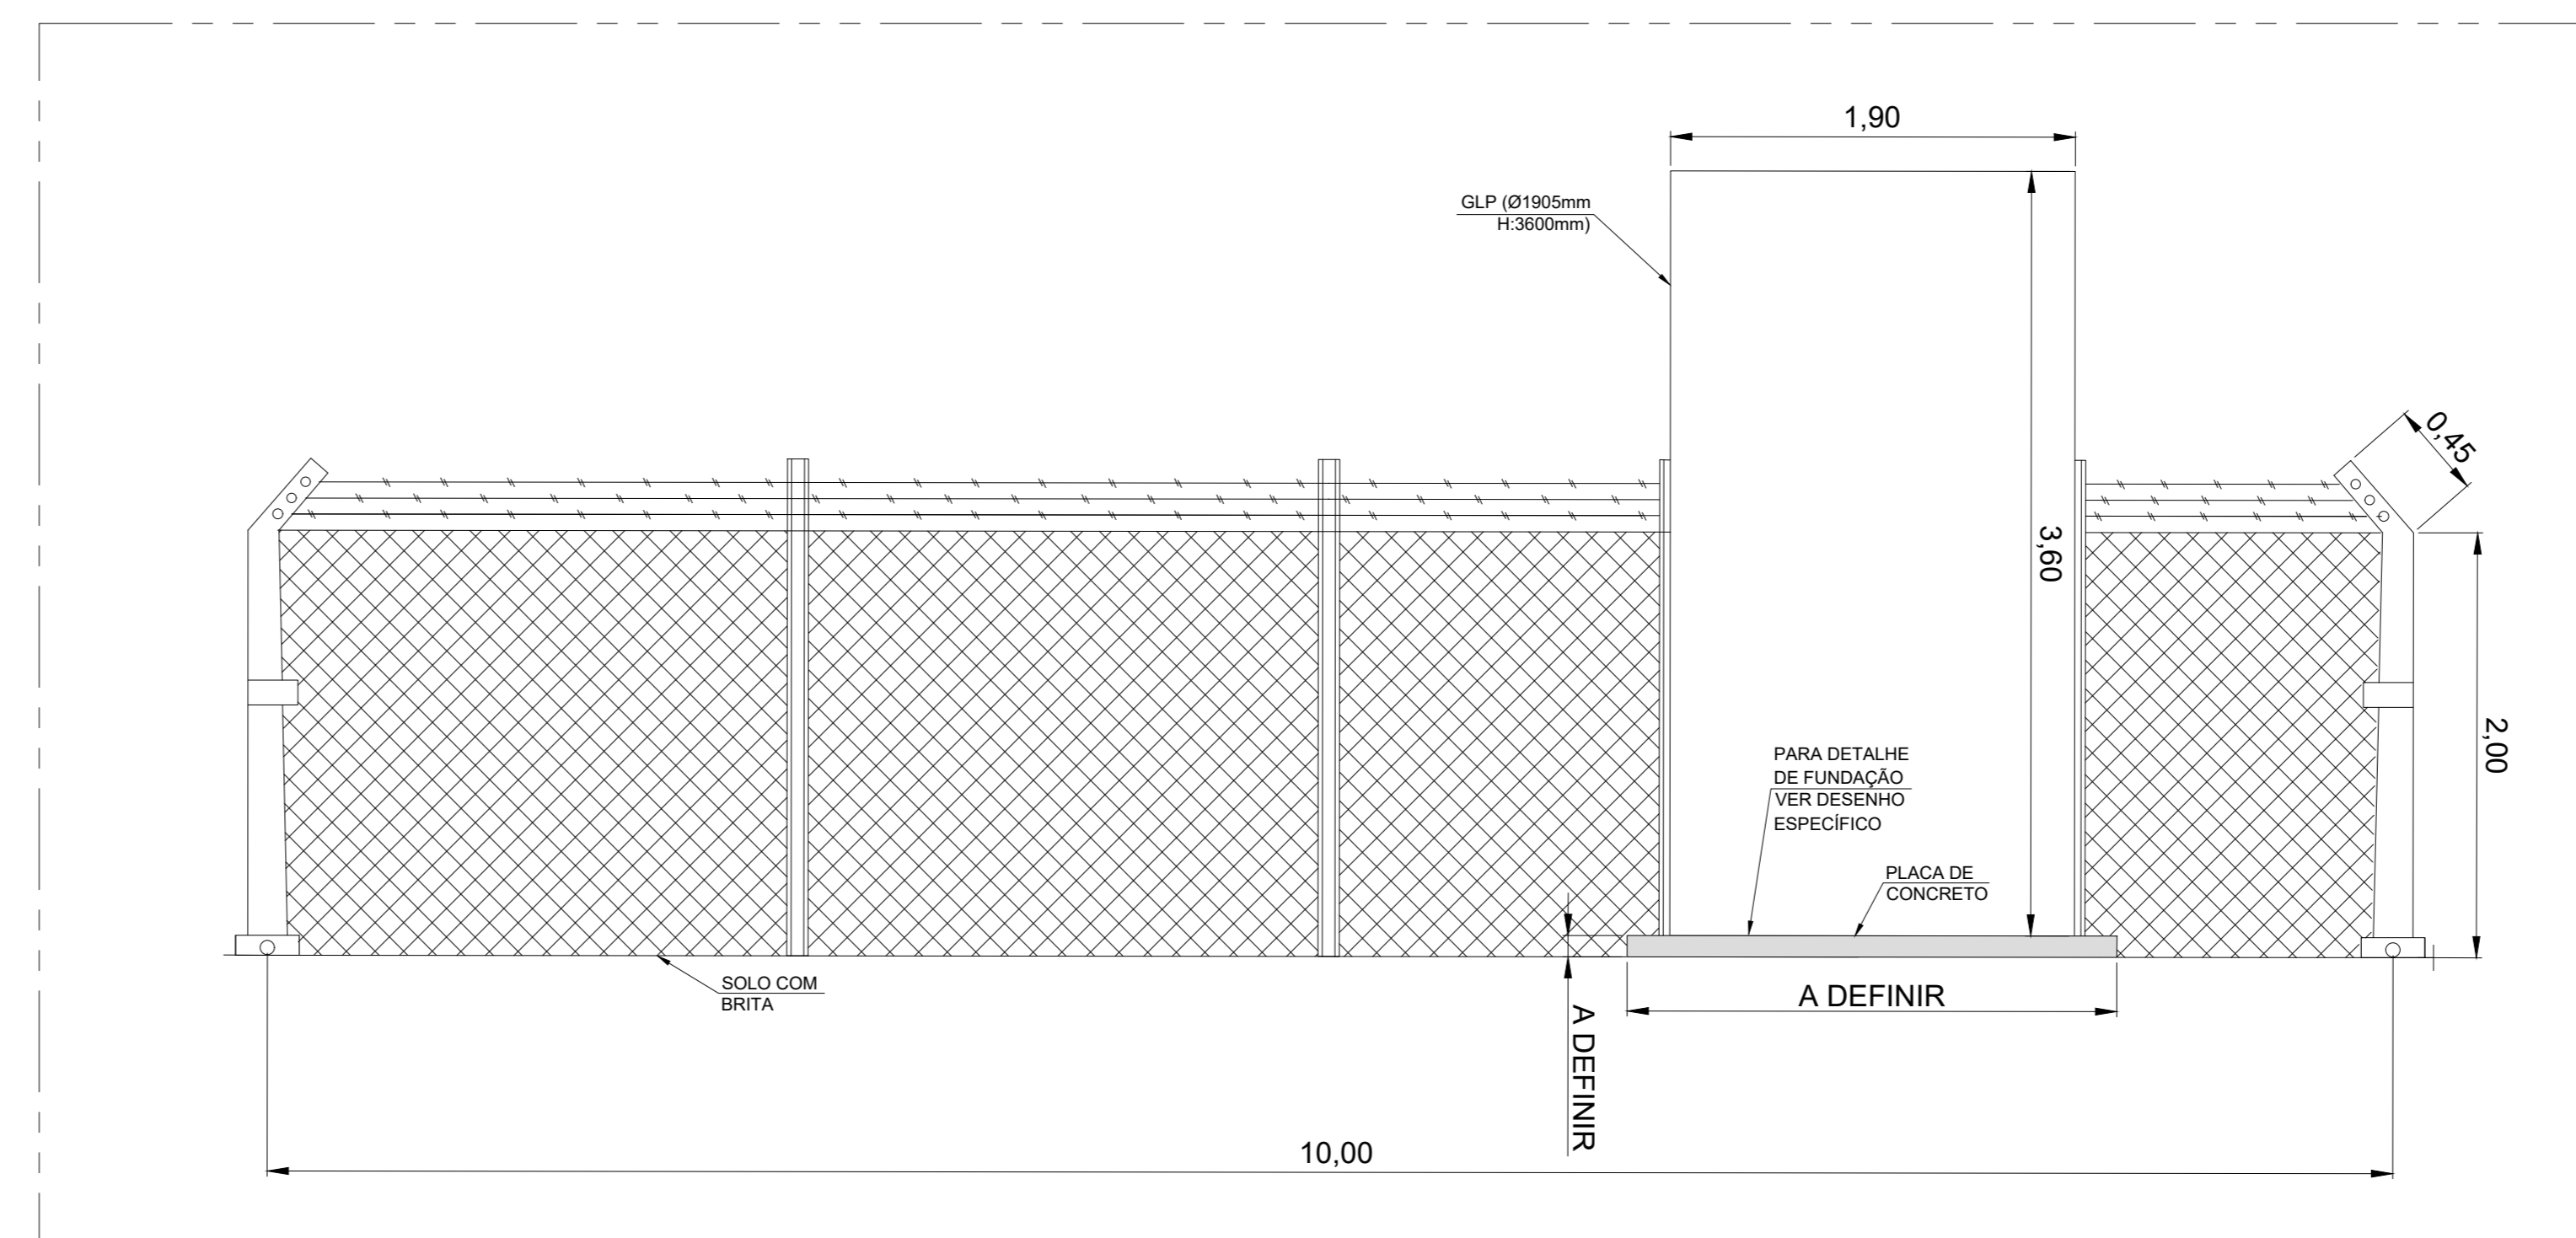 1,90
GLP (Ø1905mm
H:3600mm)
0,45
3,60
2,00
PARA DETALHE
DE FUNDAÇÃO
VER DESENHO
ESPECÍFICO
PLACA DE
CONCRETO
SOLO COM
BRITA
A DEFINIR
A DEFINIR
10,00